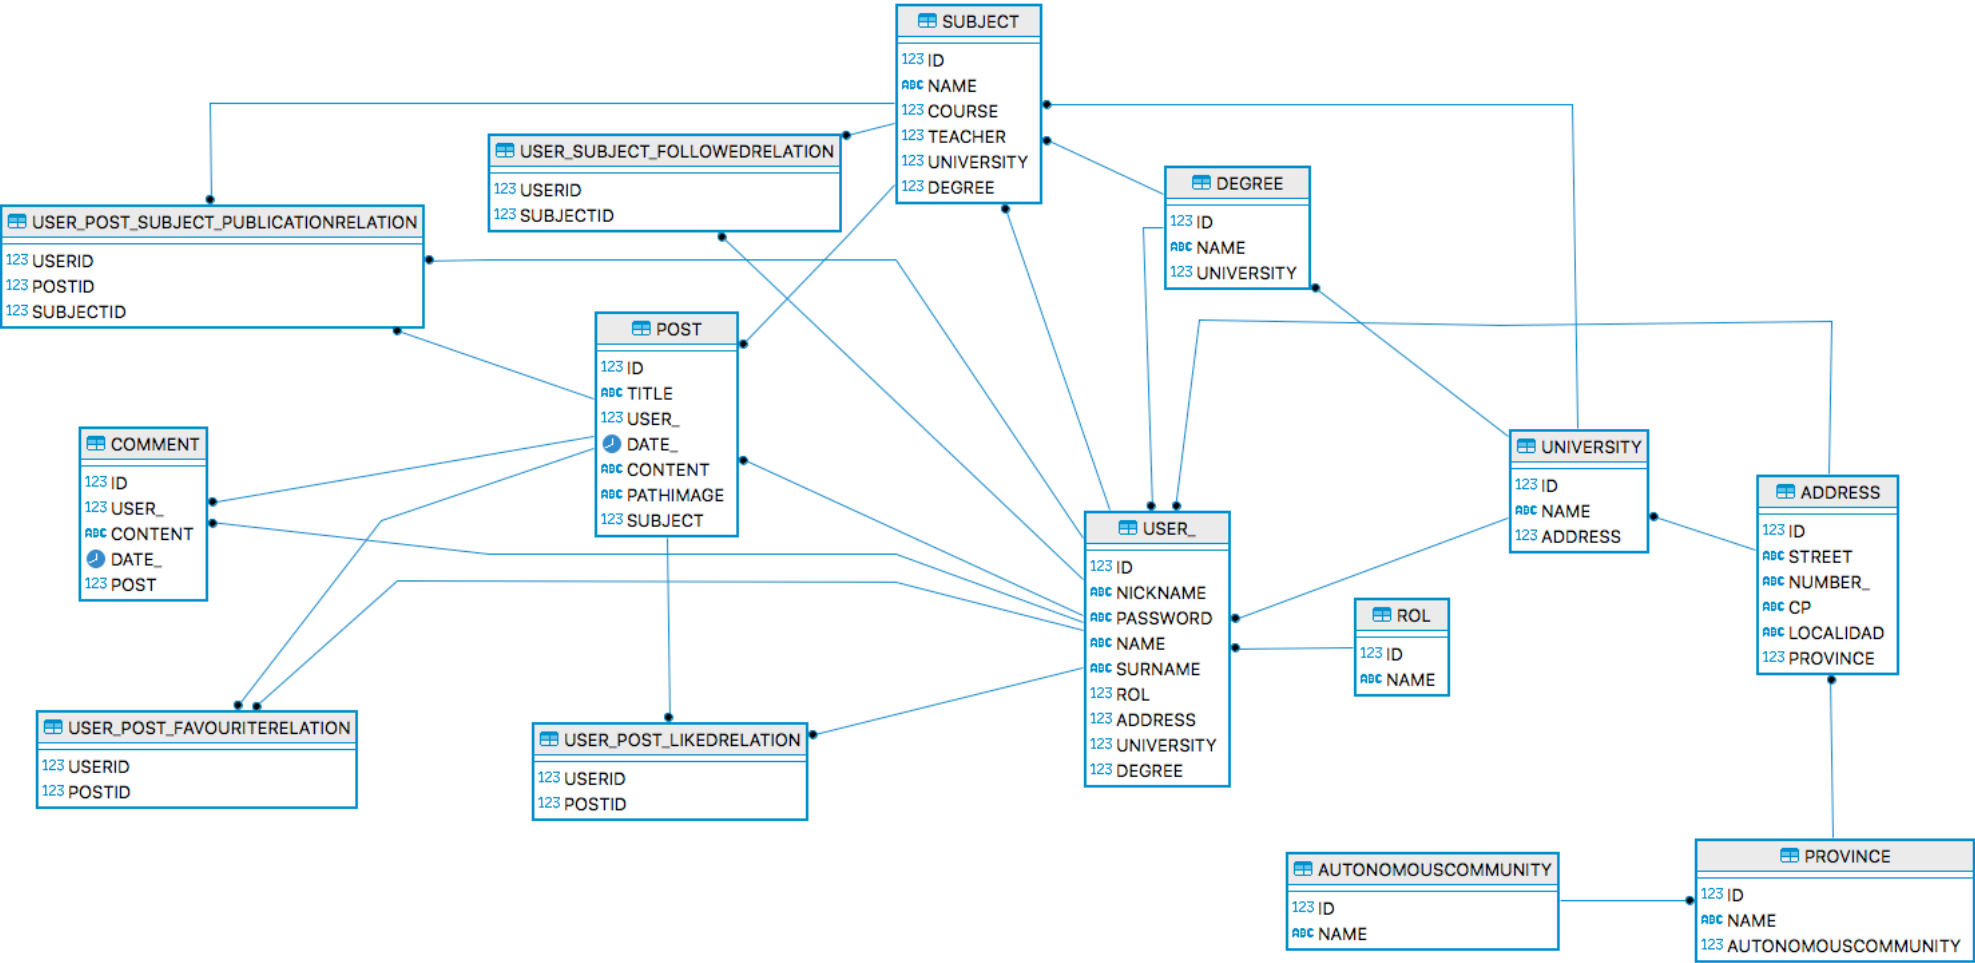 SUBJECT
123 ID
ABC NAME
123 COURSE
123 TEACHER
123 UNIVERSITY
123 DEGREE
USER_SUBJECT_FOLLOWEDRELATION
123 USERID
123 SUBJECTID
DEGREE
123 ID
ABC NAME
123 UNIVERSITY
USER_POST_SUBJECT_PUBLICATIONRELATION
123 USERID
123 POSTID
123 SUBJECTID
POST
123 ID
ABC TITLE
123 USER_
DATE_
ABC CONTENT
ABC PATHIMAGE
123 SUBJECT
COMMENT
123 ID
123 USER_
ABC CONTENT
DATE_
123 POST
UNIVERSITY
123 ID
ABC NAME
123 ADDRESS
ADDRESS
123 ID
ABC STREET
ABC NUMBER_
ABC CP
ABC LOCALIDAD
123 PROVINCE
USER_
123 ID
ABC NICKNAME
ABC PASSWORD
ABC NAME
ABC SURNAME
123 ROL
123 ADDRESS
123 UNIVERSITY
123 DEGREE
ROL
123 ID
ABC NAME
USER_POST_FAVOURITERELATION
123 USERID
123 POSTID
USER_POST_LIKEDRELATION
123 USERID
123 POSTID
AUTONOMOUSCOMMUNITY
123 ID
ABC NAME
PROVINCE
123 ID
ABC NAME
123 AUTONOMOUSCOMMUNITY